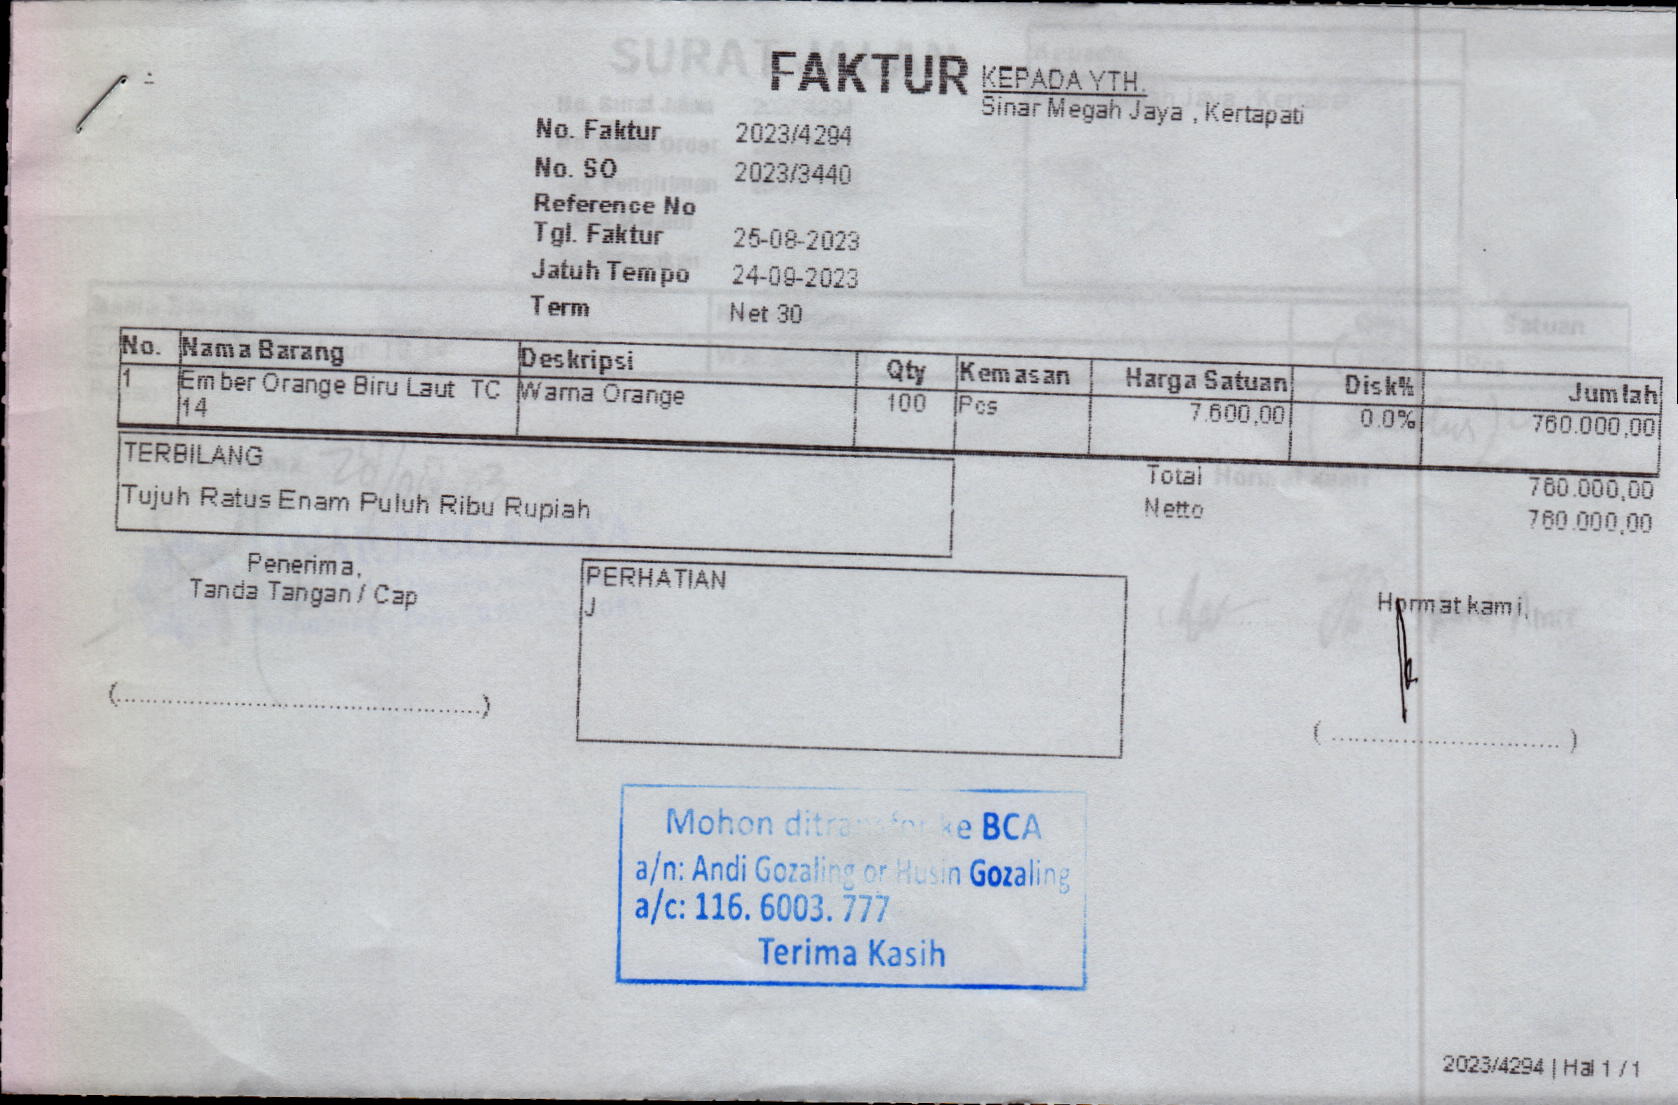 FAKTUR
KEPADA YTH.
Sinar Megah Jaya , Kertapati
No. Faktur 2023/4294
No. SO 2023/3440
Reference No
Tgl. Faktur 25-08-2023
Jatuh Tempo 24-09-2023
Term Net 30
No. Nama Barang Deskripsi Qty Kemasan Harga Satuan Disk% Jumlah
1 Ember Orange Biru Laut TC Warna Orange 100 Pcs 7.600,00 0.0% 760.000,00
14
TERBILANG
Tujuh Ratus Enam Puluh Ribu Rupiah
Total 760.000,00
Netto 760.000,00
Penerima,
Tanda Tangan / Cap
PERHATIAN
J
Hormat kami,
Mohon ditransfer ke BCA
a/n: Andi Gozaling or Husin Gozaling
a/c: 116. 6003. 777
Terima Kasih
2023/4294 | Hal 1 / 1
SURAT JALAN
Satuan